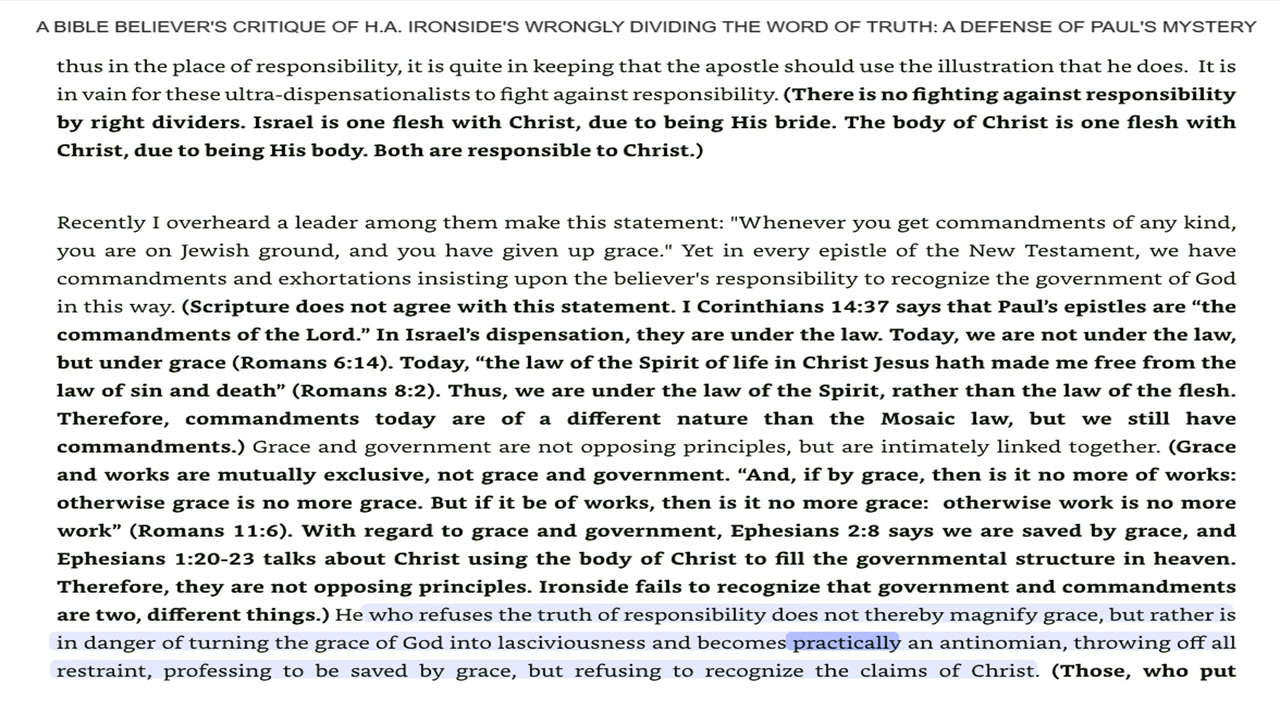 A BIBLE BELIEVER'S CRITIQUE OF H.A. IRONSIDE'S WRONGLY DIVIDING THE WORD OF TRUTH: A DEFENSE OF PAUL'S MYSTERY
thus in the place of responsibility, it is quite in keeping that the apostle should use the illustration that he does. It is
in vain for these ultra-dispensationalists to fight against responsibility. (There is no fighting against responsibility
by right dividers. Israel is one flesh with Christ, due to being His bride. The body of Christ is one flesh with
Christ, due to being His body. Both are responsible to Christ.)
Recently I overheard a leader among them make this statement: "Whenever you get commandments of any kind,
you are on Jewish ground, and you have given up grace." Yet in every epistle of the New Testament, we have
commandments and exhortations insisting upon the believer's responsibility to recognize the government of God
in this way. (Scripture does not agree with this statement. I Corinthians 14:37 says that Paul’s epistles are “the
commandments of the Lord.” In Israel’s dispensation, they are under the law. Today, we are not under the law,
but under grace (Romans 6:14). Today, “the law of the Spirit of life in Christ Jesus hath made me free from the
law of sin and death” (Romans 8:2). Thus, we are under the law of the Spirit, rather than the law of the flesh.
Therefore, commandments today are of a different nature than the Mosaic law, but we still have
commandments.) Grace and government are not opposing principles, but are intimately linked together. (Grace
and works are mutually exclusive, not grace and government. “And, if by grace, then is it no more of works:
otherwise grace is no more grace. But if it be of works, then is it no more grace: otherwise work is no more
work” (Romans 11:6). With regard to grace and government, Ephesians 2:8 says we are saved by grace, and
Ephesians 1:20-23 talks about Christ using the body of Christ to fill the governmental structure in heaven.
Therefore, they are not opposing principles. Ironside fails to recognize that government and commandments
are two, different things.) He who refuses the truth of responsibility does not thereby magnify grace, but rather is
in danger of turning the grace of God into lasciviousness and becomes practically an antinomian, throwing off all
restraint, professing to be saved by grace, but refusing to recognize the claims of Christ. (Those, who put